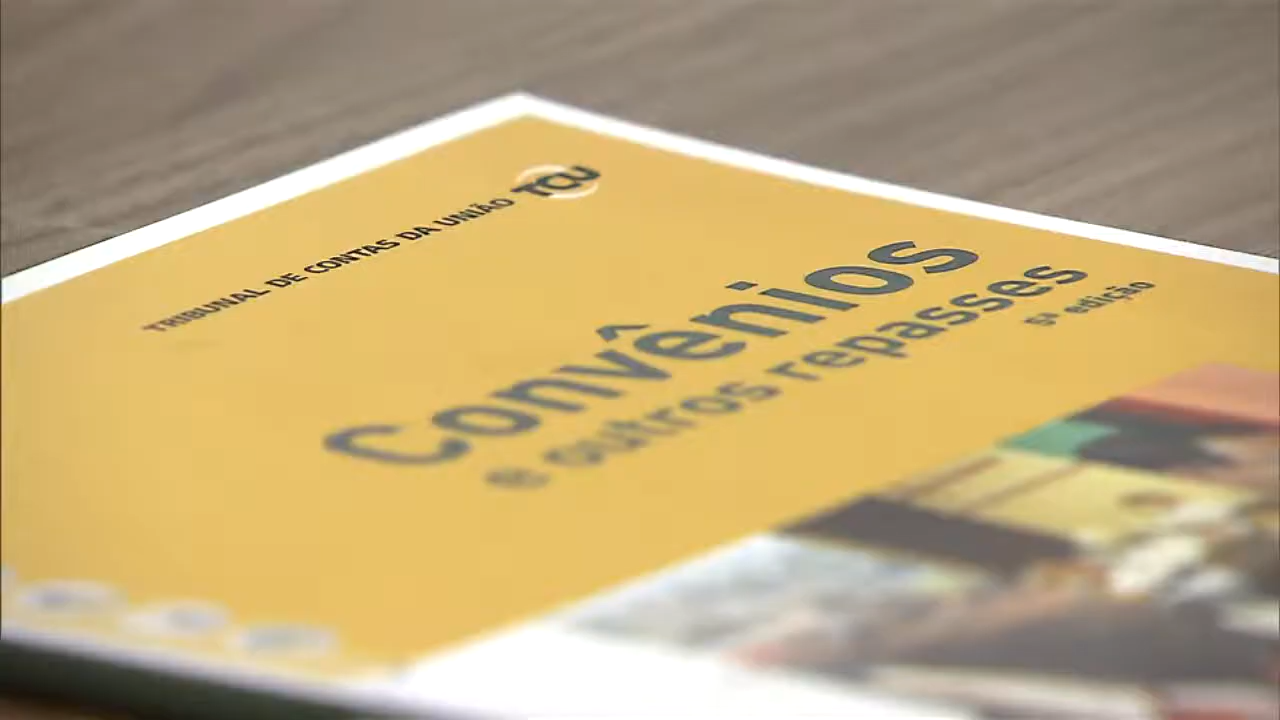 TRIBUNAL DE CONTAS DA UNIÃO TCU
Convênios
e outros repasses
5ª edição